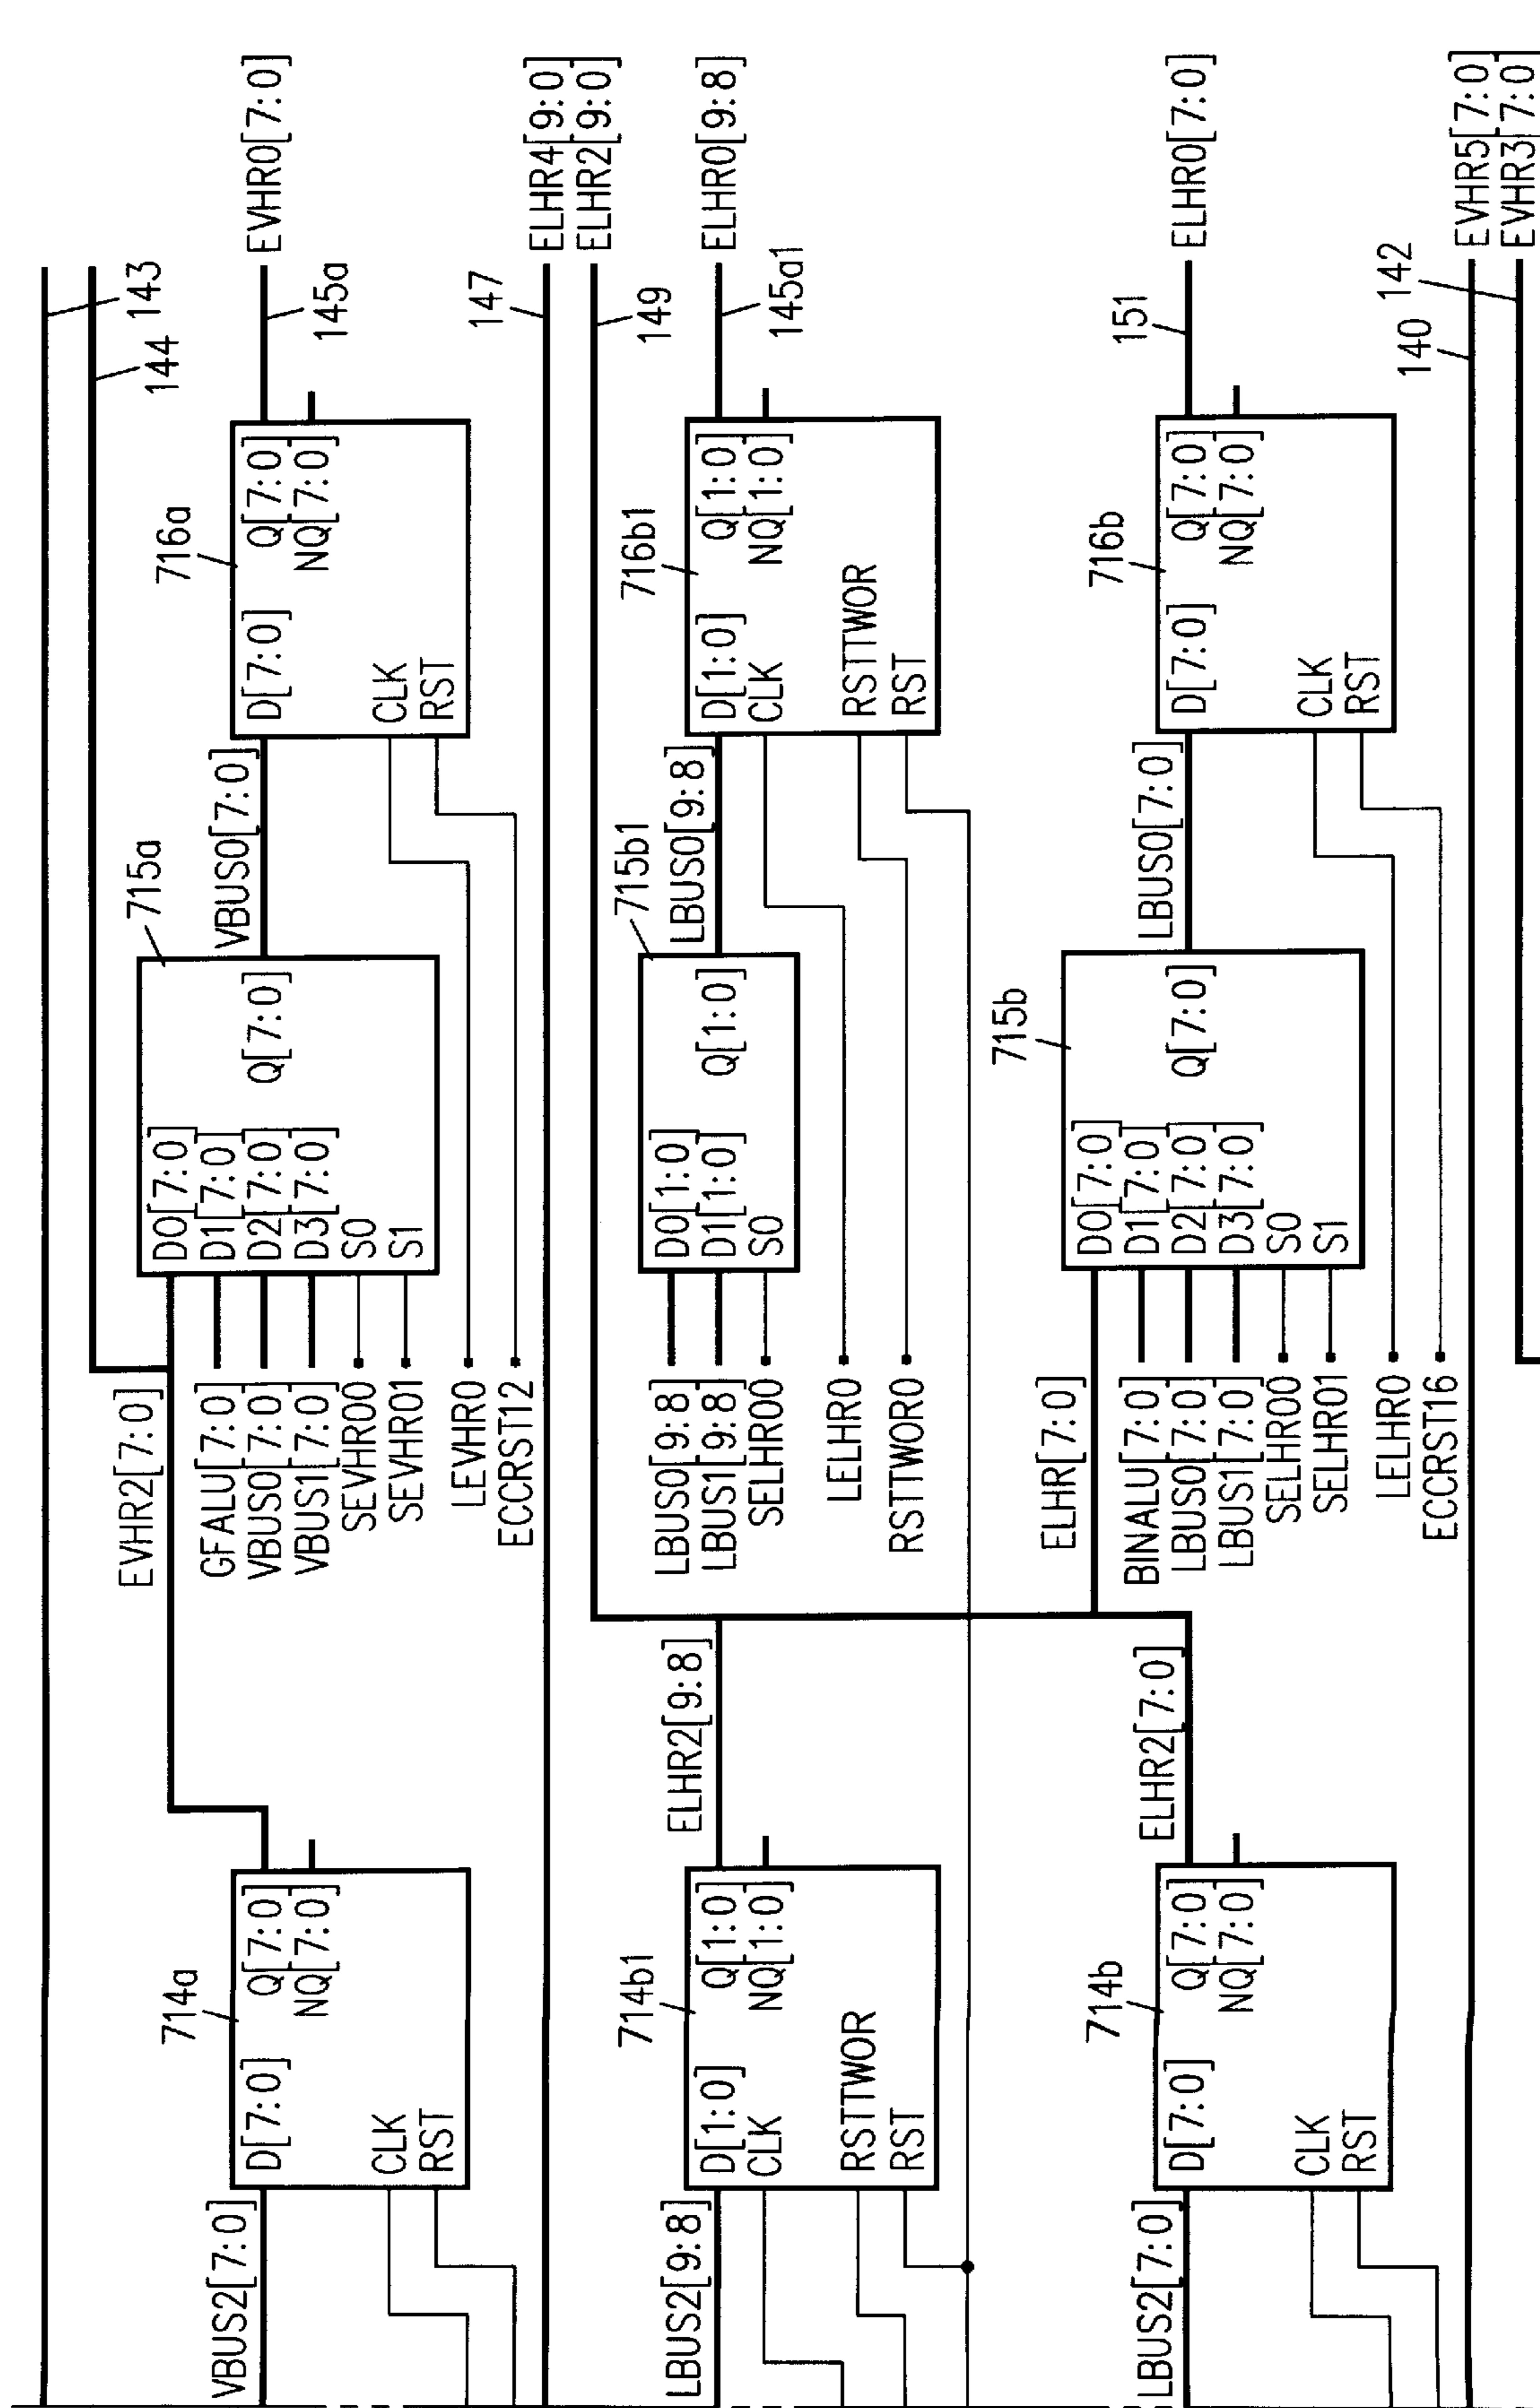 143
144
VBUS2[7:0]
714a
D[7:0]
Q[7:0]
NQ[7:0]
CLK
RST
EVHR2[7:0]
GFALU[7:0]
VBUS0[7:0]
VBUS1[7:0]
SEVHR00
SEVHR01
LEVHR0
ECCRST12
715a
D0[7:0]
D1[7:0]
D2[7:0]
D3[7:0]
S0
S1
Q[7:0]
VBUS0[7:0]
716a
D[7:0]
Q[7:0]
NQ[7:0]
CLK
RST
145a
EVHR0[7:0]
147
ELHR4[9:0]
ELHR2[9:0]
149
LBUS2[9:8]
714b1
D[1:0]
CLK
Q[1:0]
NQ[1:0]
RSTTWOR
RST
ELHR2[9:8]
LBUS0[9:8]
LBUS1[9:8]
SELHR00
LELHR0
RSTTWOR0
715b1
D0[1:0]
D1[1:0]
S0
Q[1:0]
LBUS0[9:8]
716b1
D[1:0]
CLK
Q[1:0]
NQ[1:0]
RSTTWOR
RST
145a1
ELHR0[9:8]
LBUS2[7:0]
714b
D[7:0]
Q[7:0]
NQ[7:0]
CLK
RST
ELHR2[7:0]
ELHR[7:0]
BINALU[7:0]
LBUS0[7:0]
LBUS1[7:0]
SELHR00
SELHR01
LELHR0
ECCRST16
715b
D0[7:0]
D1[7:0]
D2[7:0]
D3[7:0]
S0
S1
Q[7:0]
LBUS0[7:0]
716b
D[7:0]
Q[7:0]
NQ[7:0]
CLK
RST
151
ELHR0[7:0]
140
142
EVHR5[7:0]
EVHR3[7:0]